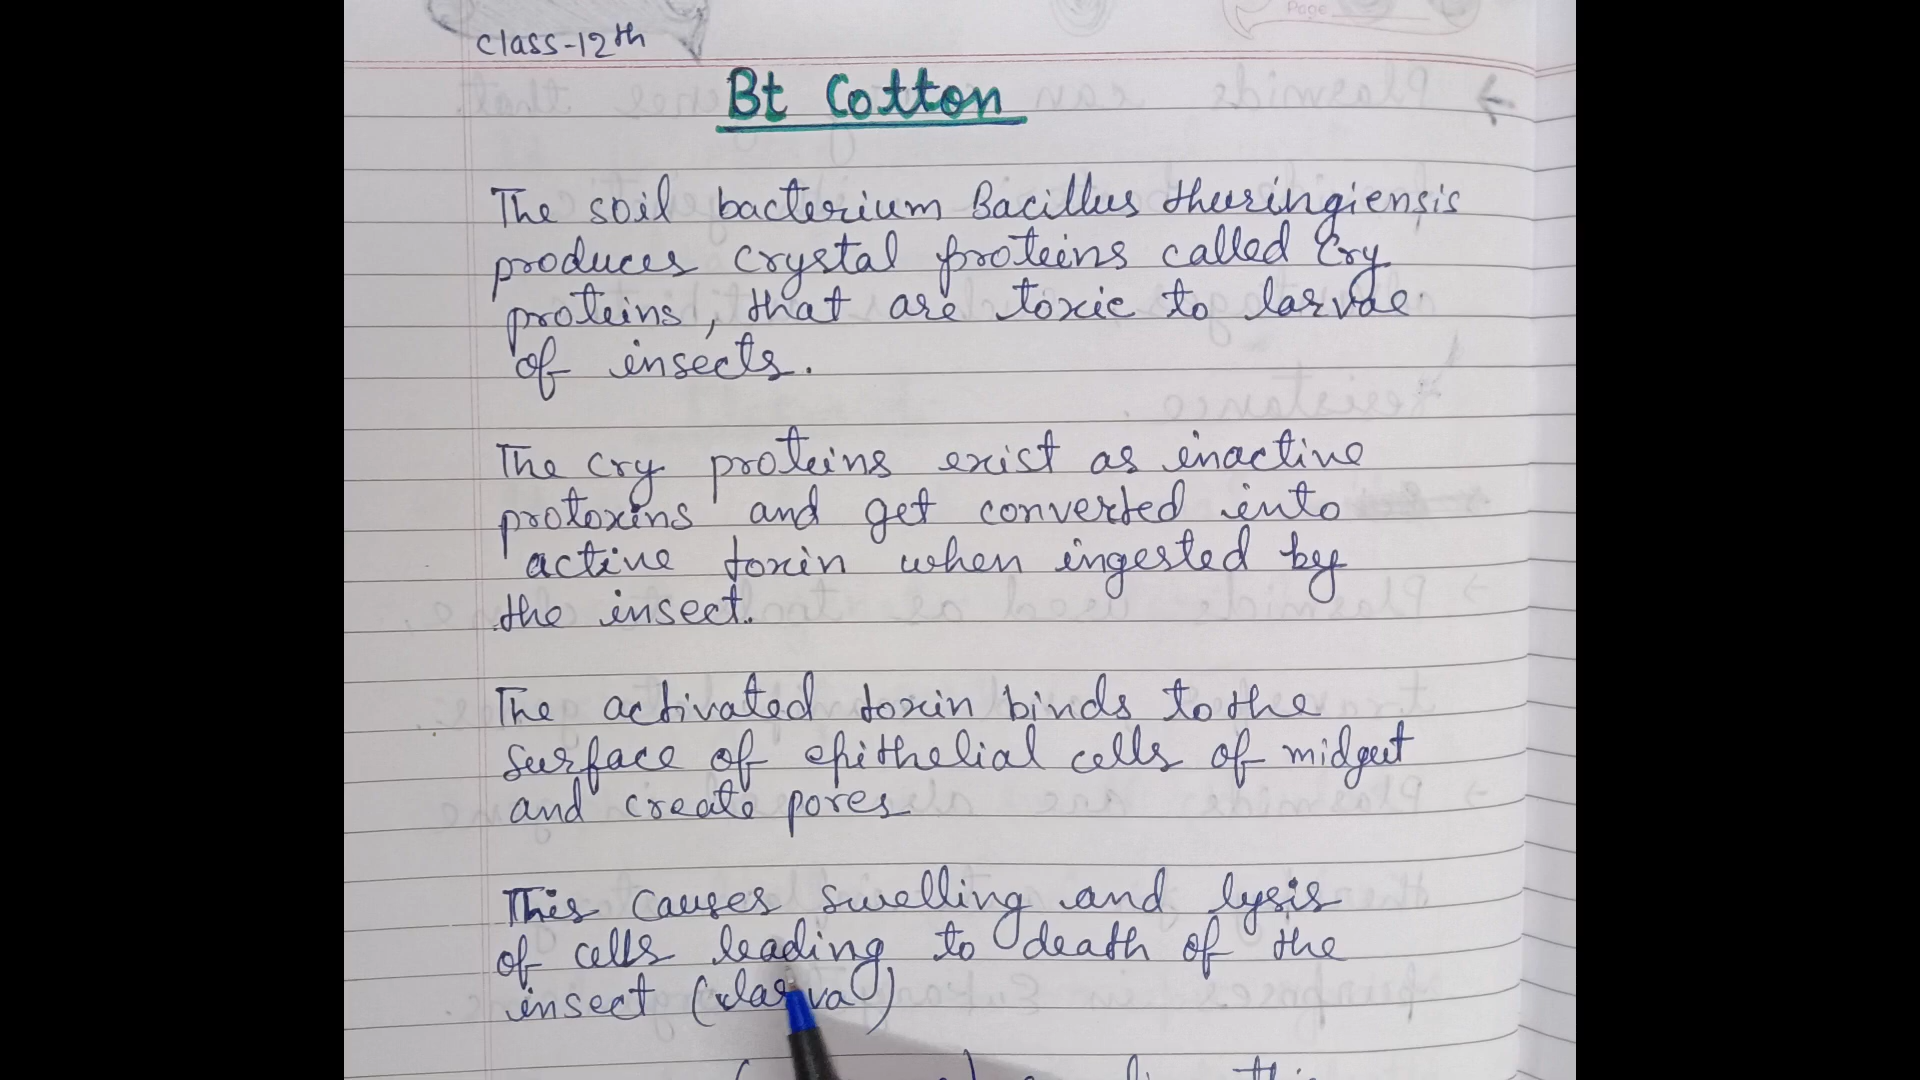 Page
class-12th
Bt Cotton
The soil bacterium Bacillus thuringiensis
produces crystal proteins called Cry
proteins, that are toxic to larvae
of insects.
The cry proteins exist as inactive
protoxins and get converted into
active toxin when ingested by
the insect.
The activated toxin binds to the
surface of epithelial cells of midgut
and create pores
This causes swelling and lysis
of cells leading to death of the
insect (larva)